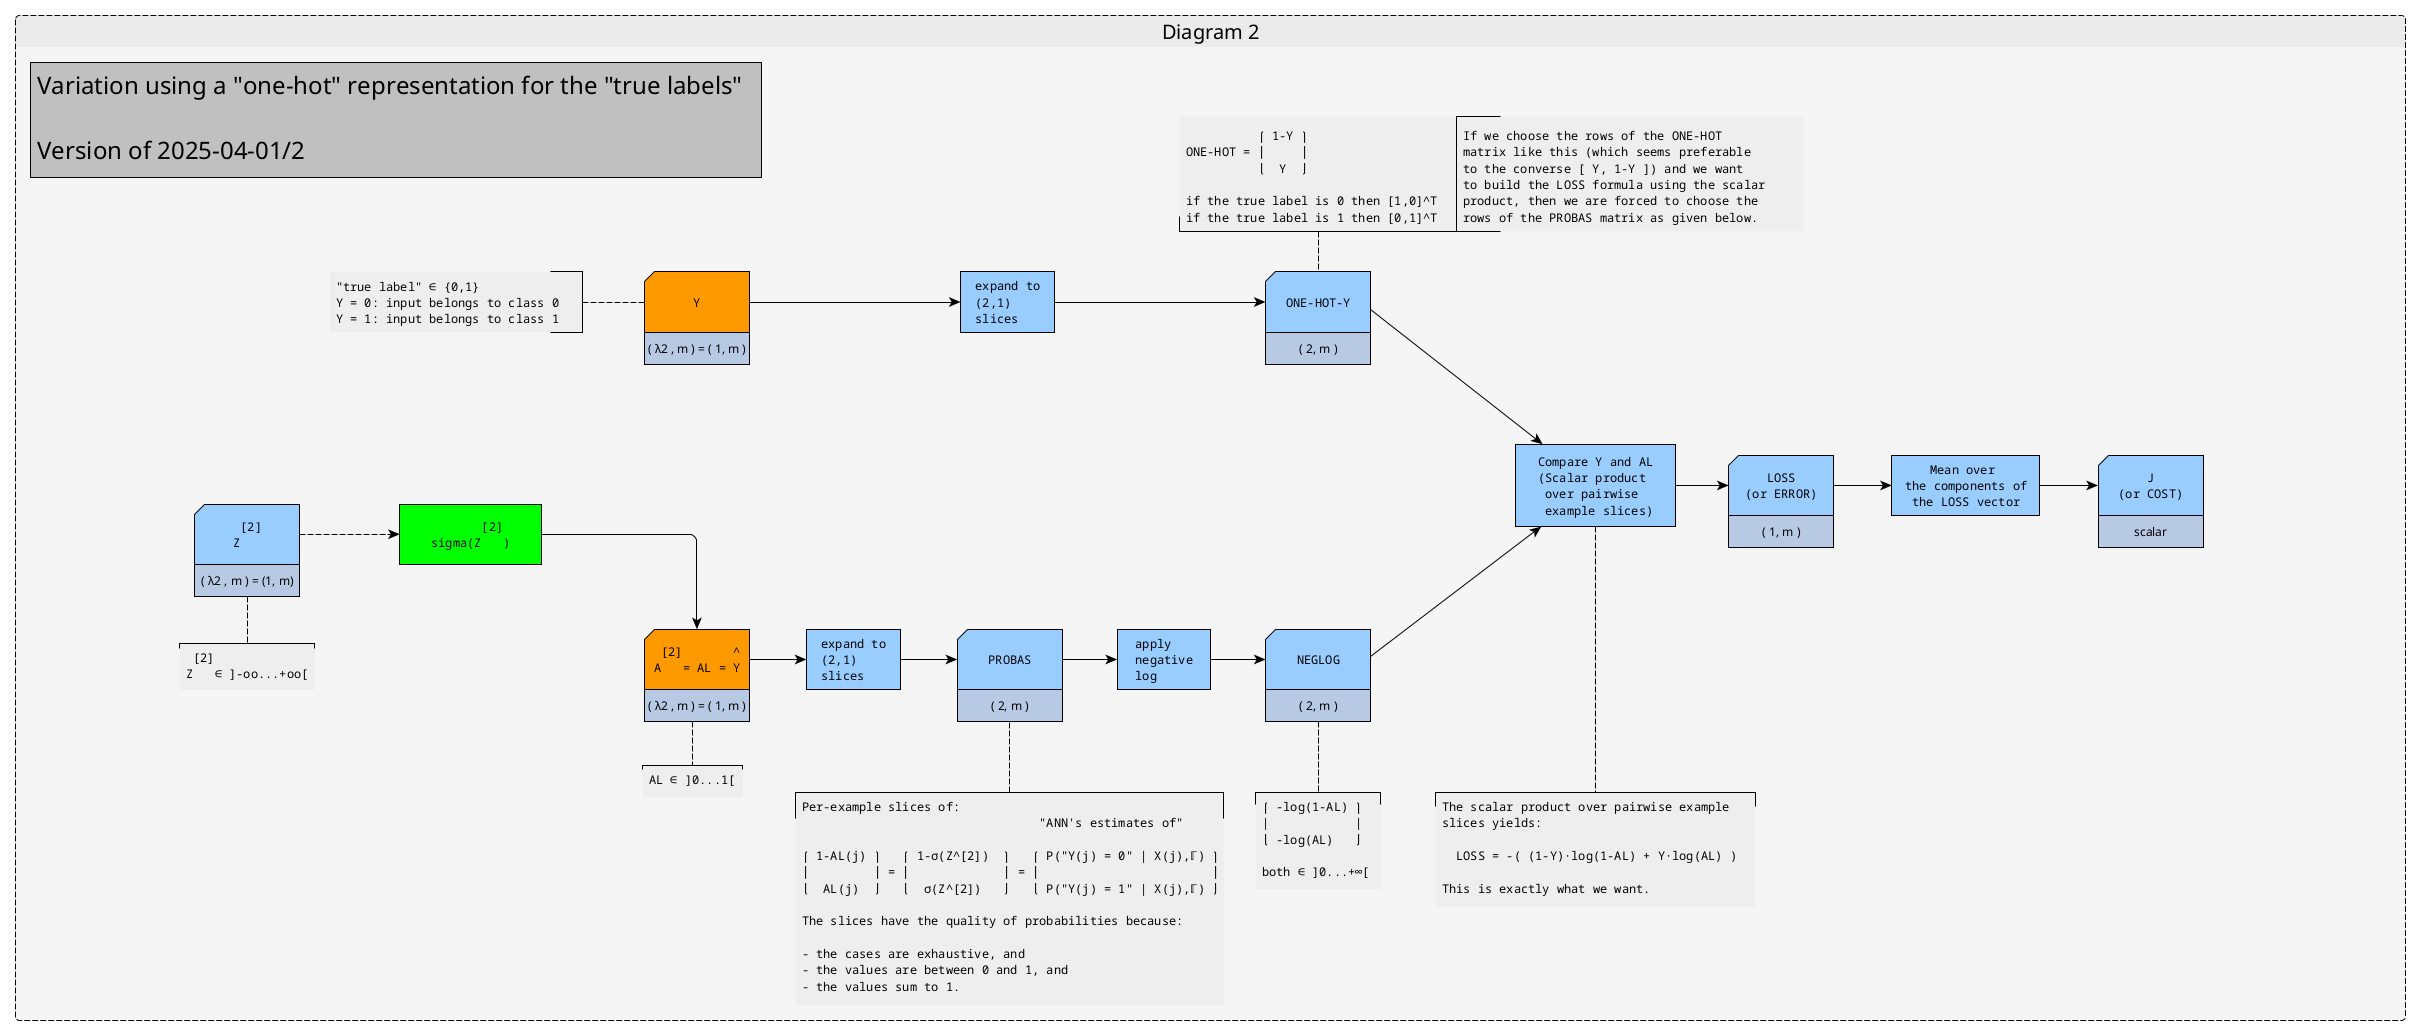 Diagram 2
Variation using a "one-hot" representation for the "true labels"
Version of 2025-04-01/2
⎧ 1-Y ⎫
ONE-HOT = |     |
⎩  Y  ⎭
if the true label is 0 then [1,0]^T
if the true label is 1 then [0,1]^T
If we choose the rows of the ONE-HOT
matrix like this (which seems preferable
to the converse [ Y, 1-Y ]) and we want
to build the LOSS formula using the scalar
product, then we are forced to choose the
rows of the PROBAS matrix as given below.
"true label" ∈ {0,1}
Y = 0: input belongs to class 0
Y = 1: input belongs to class 1
Y
( λ2 , m ) = ( 1, m )
expand to
(2,1)
slices
ONE-HOT-Y
( 2, m )
Compare Y and AL
(Scalar product
over pairwise
example slices)
LOSS
(or ERROR)
( 1, m )
Mean over
the components of
the LOSS vector
J
(or COST)
scalar
[2]
Z
( λ2 , m ) = (1, m)
[2]
sigma(Z   )
[2]
Z   ∈ ]-oo...+oo[
[2]       ^
A   = AL = Y
( λ2 , m ) = ( 1, m )
AL ∈ ]0...1[
expand to
(2,1)
slices
PROBAS
( 2, m )
apply
negative
log
NEGLOG
( 2, m )
Per-example slices of:
"ANN's estimates of"
⎧ 1-AL(j) ⎫   ⎧ 1-σ(Z^[2])  ⎫   ⎧ P("Y(j) = 0" | X(j),Γ) ⎫
|         | = |             | = |                        |
⎩  AL(j)  ⎭   ⎩  σ(Z^[2])   ⎭   ⎩ P("Y(j) = 1" | X(j),Γ) ⎭
The slices have the quality of probabilities because:
- the cases are exhaustive, and
- the values are between 0 and 1, and
- the values sum to 1.
⎧ -log(1-AL) ⎫
|            |
⎩ -log(AL)   ⎭
both ∈ ]0...+∞[
The scalar product over pairwise example
slices yields:
LOSS = -( (1-Y)·log(1-AL) + Y·log(AL) )
This is exactly what we want.